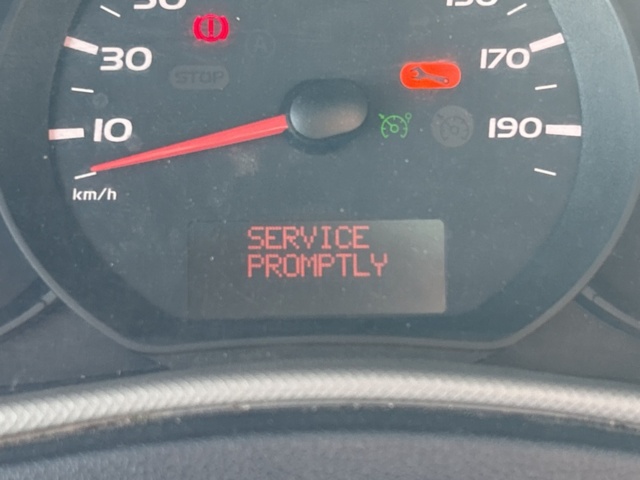 30
10
km/h
STOP
A
170
190
SERVICE
PROMPTLY